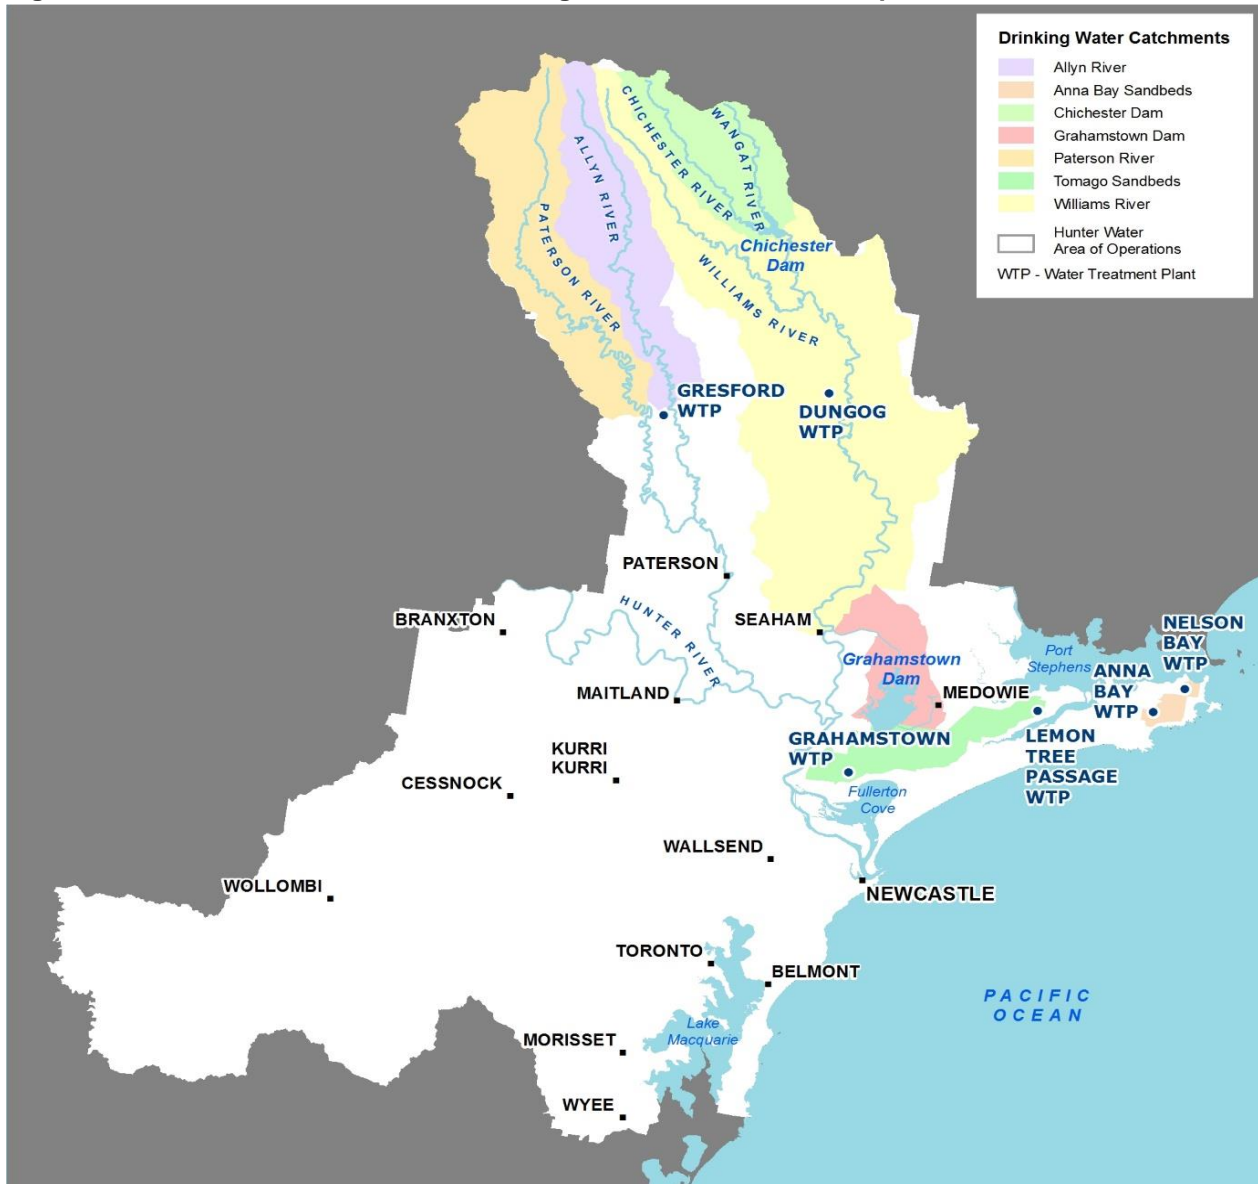 Drinking Water Catchments
Allyn River
Anna Bay Sandbeds
Chichester Dam
Grahamstown Dam
Paterson River
Tomago Sandbeds
Williams River
Hunter Water
Area of Operations
WTP - Water Treatment Plant
CHICHESTER RIVER
WANGAT RIVER
ALLYN RIVER
PATERSON RIVER
Chichester
Dam
WILLIAMS RIVER
GRESFORD
WTP
DUNGOG
WTP
PATERSON
HUNTER RIVER
BRANXTON
SEAHAM
NELSON
BAY
WTP
Port
Stephens
Grahamstown
Dam
ANNA
BAY
WTP
MAITLAND
MEDOWIE
GRAHAMSTOWN
WTP
LEMON
TREE
PASSAGE
WTP
KURRI
KURRI
CESSNOCK
Fullerton
Cove
WALLSEND
WOLLOMBI
NEWCASTLE
TORONTO
BELMONT
PACIFIC
OCEAN
Lake
Macquarie
MORISSET
WYEE